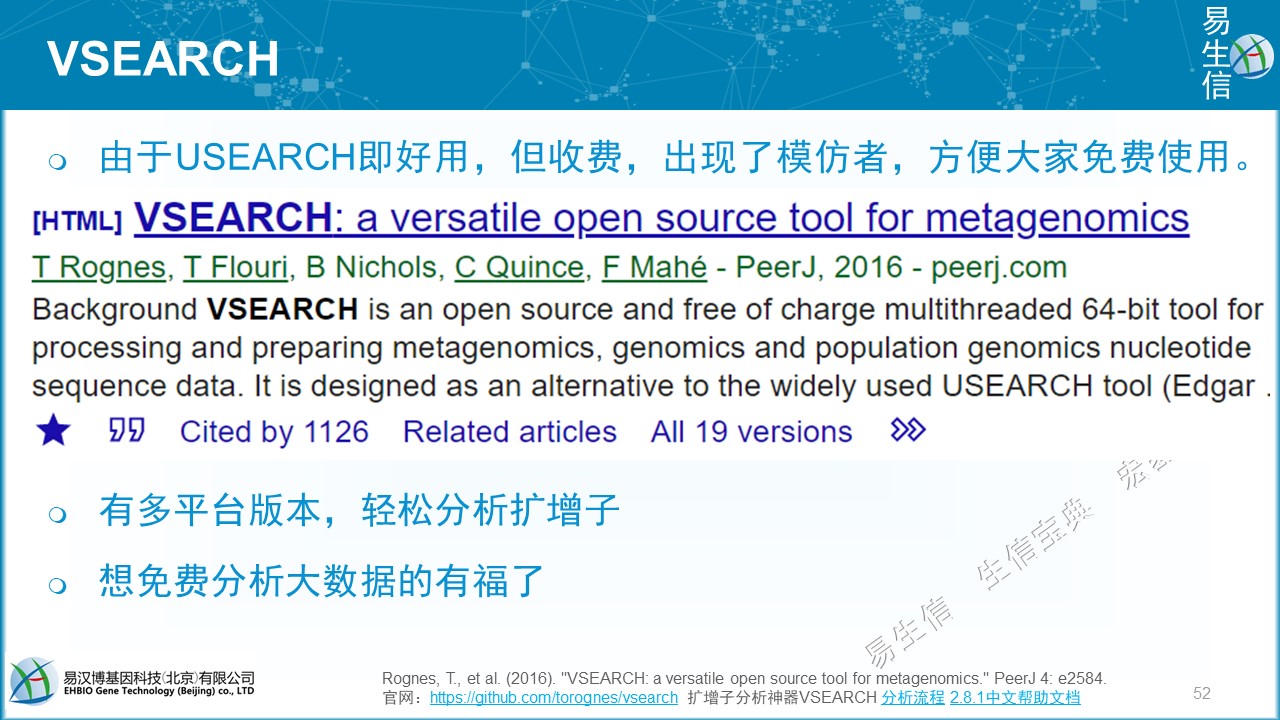 VSEARCH
易生信
由于USEARCH即好用，但收费，出现了模仿者，方便大家免费使用。
[HTML] VSEARCH: a versatile open source tool for metagenomics
T Rognes, T Flouri, B Nichols, C Quince, F Mahé - PeerJ, 2016 - peerj.com
Background VSEARCH is an open source and free of charge multithreaded 64-bit tool for
processing and preparing metagenomics, genomics and population genomics nucleotide
sequence data. It is designed as an alternative to the widely used USEARCH tool (Edgar .
Cited by 1126 Related articles All 19 versions
有多平台版本，轻松分析扩增子
想免费分析大数据的有福了
易生信 生信宝典
易汉博基因科技(北京)有限公司
EHBIO Gene Technology (Beijing) co., LTD
Rognes, T., et al. (2016). "VSEARCH: a versatile open source tool for metagenomics." PeerJ 4: e2584.
官网：https://github.com/torognes/vsearch 扩增子分析神器VSEARCH 分析流程 2.8.1中文帮助文档
52